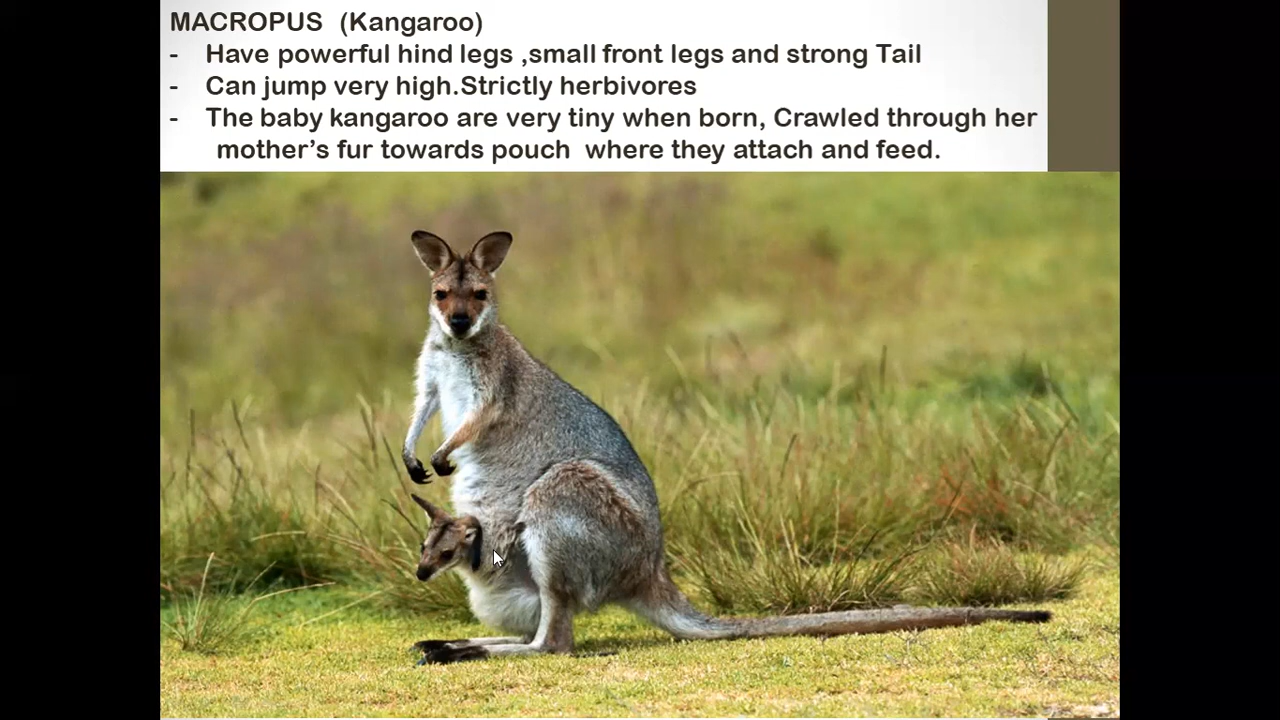 MACROPUS (Kangaroo)
- Have powerful hind legs ,small front legs and strong Tail
- Can jump very high.Strictly herbivores
- The baby kangaroo are very tiny when born, Crawled through her
mother’s fur towards pouch where they attach and feed.